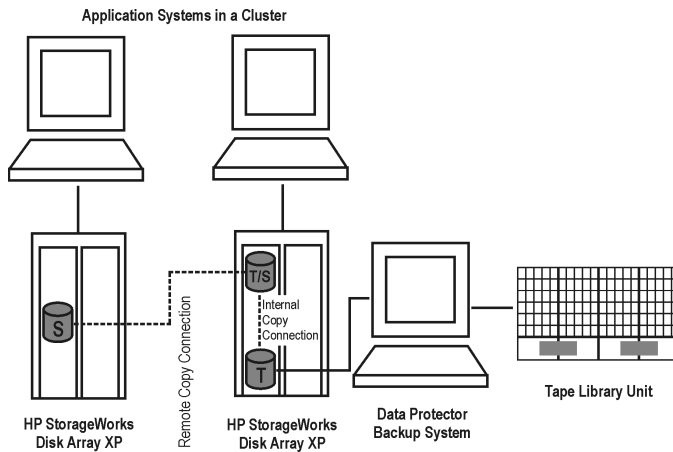 Application Systems in a Cluster
T/S
S
Internal
Copy
Connection
T
Remote Copy Connection
HP StorageWorks
Disk Array XP
HP StorageWorks
Disk Array XP
Data Protector
Backup System
Tape Library Unit